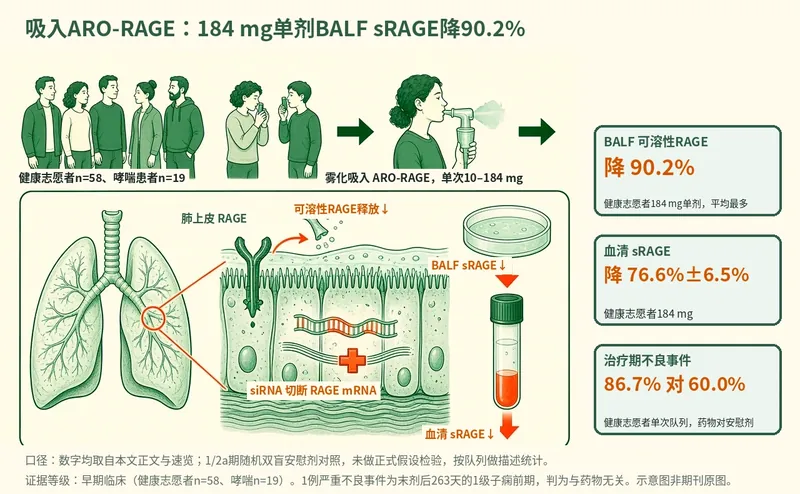 吸入ARO-RAGE：184 mg单剂BALF sRAGE降90.2%
健康志愿者n=58、哮喘患者n=19
雾化吸入 ARO-RAGE，单次10–184 mg
肺上皮 RAGE
可溶性RAGE释放↓
BALF sRAGE↓
siRNA 切断 RAGE mRNA
血清 sRAGE↓
BALF 可溶性RAGE
降 90.2%
健康志愿者184 mg单剂，平均最多
血清 sRAGE
降 76.6%±6.5%
健康志愿者184 mg
治疗期不良事件
86.7% 对 60.0%
健康志愿者单次队列，药物对安慰剂
口径：数字均取自本文正文与速览；1/2a期随机双盲安慰剂对照，未做正式假设检验，按队列做描述统计。
证据等级：早期临床（健康志愿者n=58、哮喘n=19）。1例严重不良事件为末剂后263天的1级子痫前期，判为与药物无关。示意图非期刊原图。